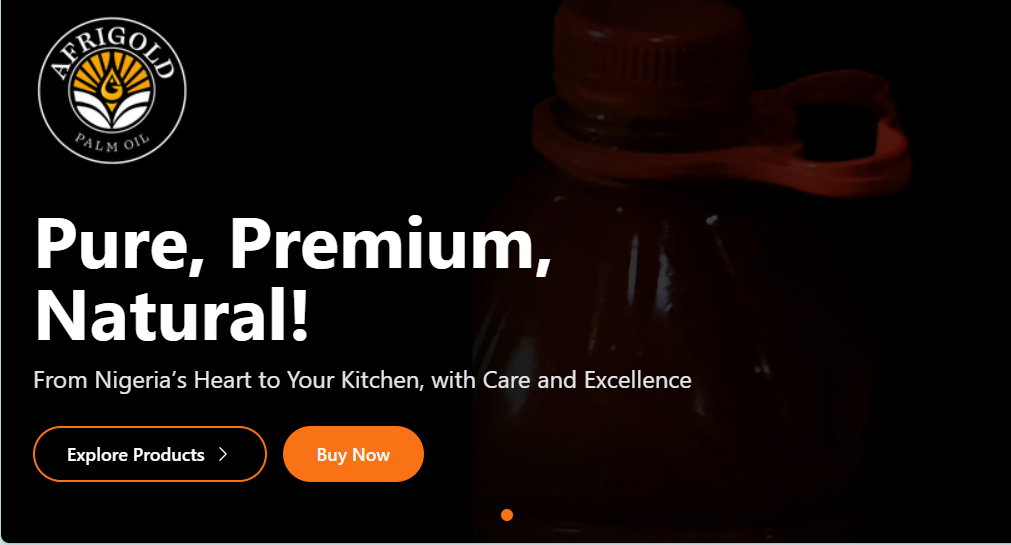 AFRIGOLD
PALM OIL
Pure, Premium,
Natural!
From Nigeria’s Heart to Your Kitchen, with Care and Excellence
Explore Products
Buy Now